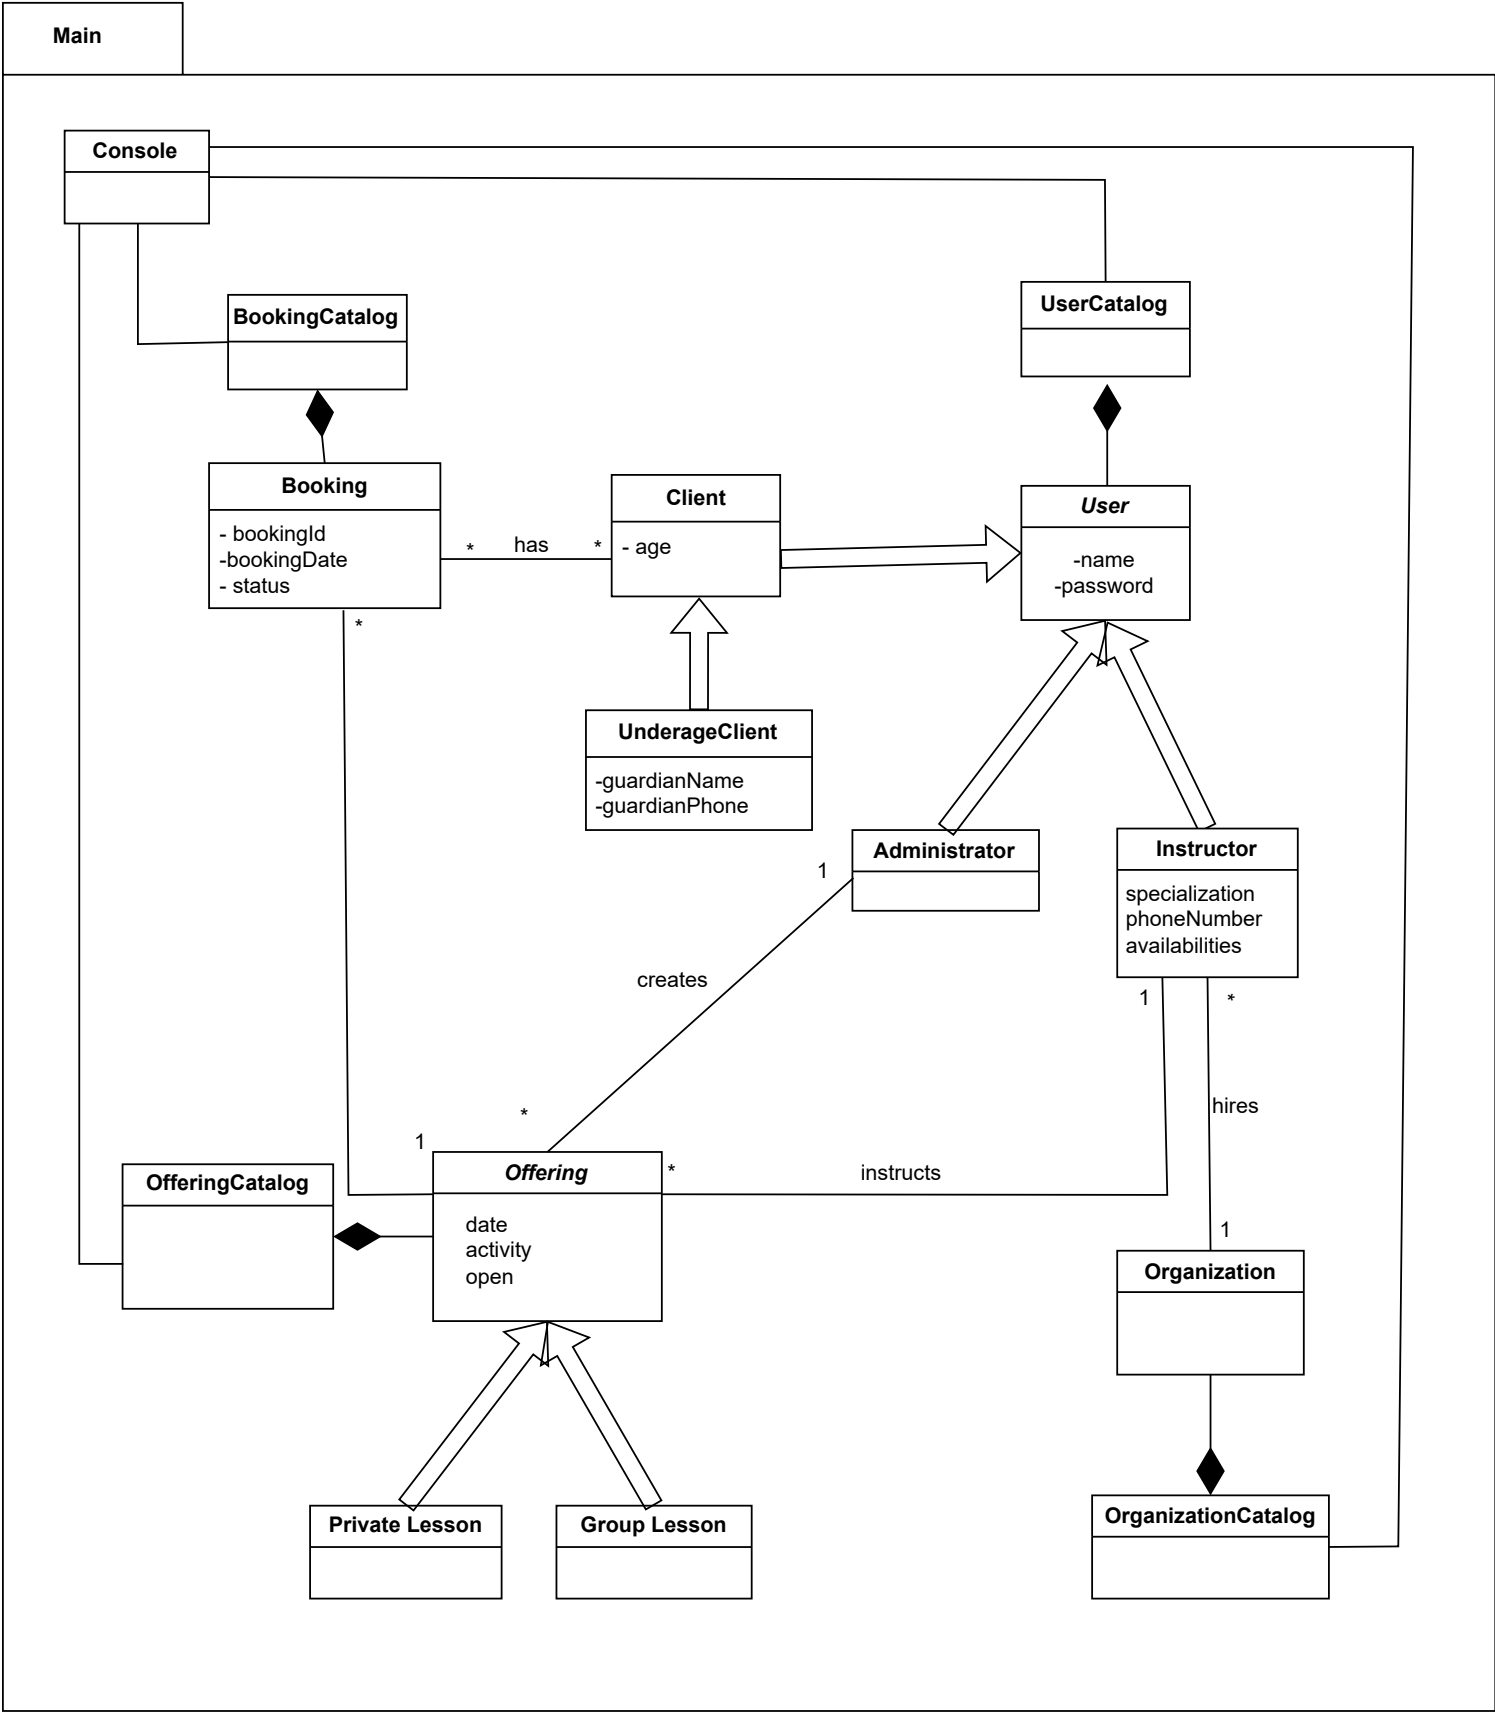 Main
Console
BookingCatalog
UserCatalog
Booking
- bookingId
-bookingDate
- status
*
has
*
Client
- age
User
-name
-password
*
UnderageClient
-guardianName
-guardianPhone
Administrator
1
Instructor
specialization
phoneNumber
availabilities
1
*
creates
hires
*
1
Offering
date
activity
open
*
instructs
OfferingCatalog
1
Organization
Private Lesson
Group Lesson
OrganizationCatalog